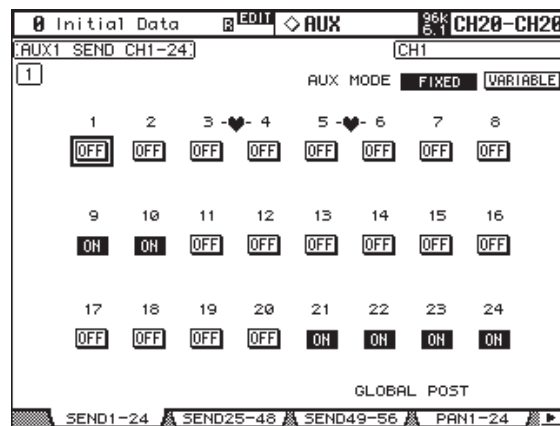 0 Initial Data R EDIT ◇ AUX 96k 6.1 CH20-CH20
AUX1 SEND CH1-24 CH1
1 AUX MODE FIXED VARIABLE
1 2 3 -♥- 4 5 -♥- 6 7 8
OFF OFF OFF OFF OFF OFF OFF OFF
9 10 11 12 13 14 15 16
ON ON OFF OFF OFF OFF OFF OFF
17 18 19 20 21 22 23 24
OFF OFF OFF OFF ON ON ON ON
GLOBAL POST
SEND1-24 SEND25-48 SEND49-56 PAN1-24